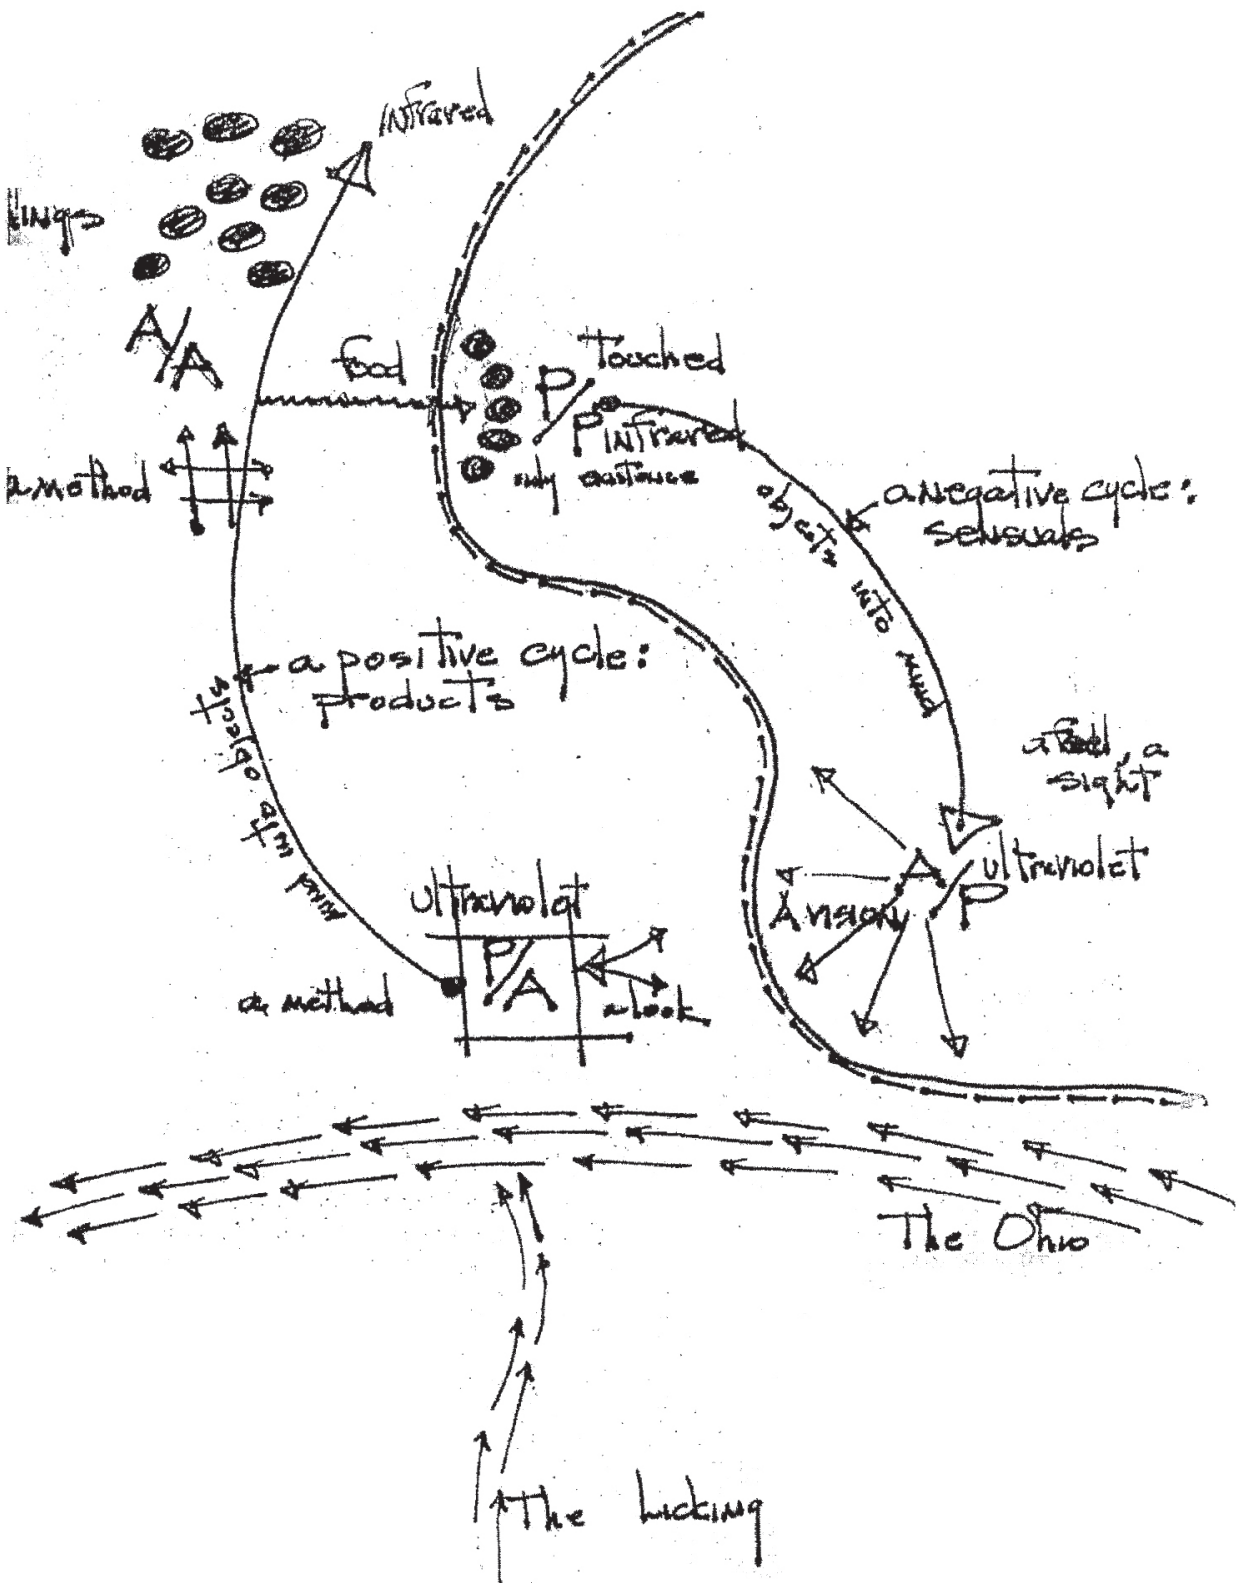 Infrared
A/A
food
Touched
P/P
Infrared
only existence
a method
a negative cycle:
sensuals
objects into mind
a positive cycle:
products
mind into objects
a feel, a
sight
ultraviolet
A/P
A vision
ultraviolet
P/A
a method
a look
The Ohio
The Licking